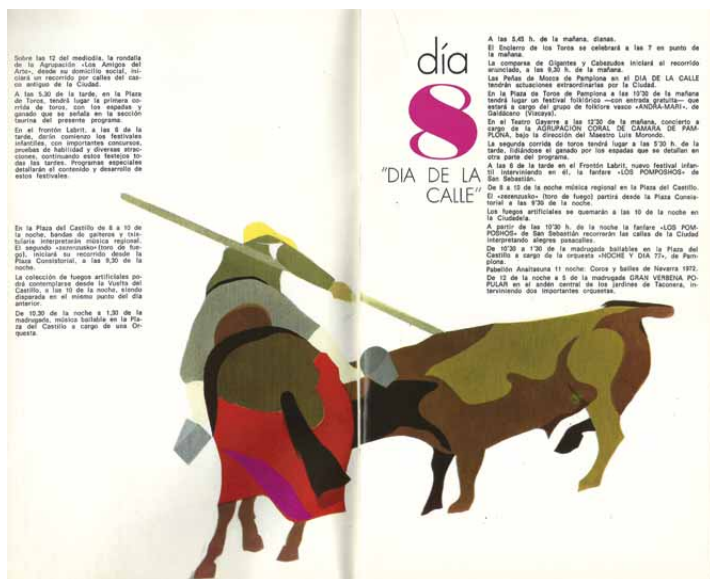 Sobre las 12 del mediodía, la rondalla
de la Agrupación «Los Amigos del
Arte», desde su domicilio social, ini-
ciará un recorrido por calles del cas-
co antiguo de la Ciudad.
A las 5,30 de la tarde, en la Plaza
de Toros, tendrá lugar la primera co-
rrida de toros, con los espadas y
ganado que se señala en la sección
taurina del presente programa.
En el frontón Labrit, a las 6 de la
tarde, darán comienzo los festivales
infantiles, con importantes concursos,
pruebas de habilidad y diversas atrac-
ciones, continuando estos festejos to-
das las tardes. Programas especiales
detallarán el contenido y desarrollo de
estos festivales.
En la Plaza del Castillo de 8 a 10 de
la noche, bandas de gaiteros y txis-
tularis interpretarán música regional.
El segundo «zezenzusko» (toro de fue-
go), iniciará su recorrido desde la
Plaza Consistorial, a las 9,30 de la
noche.
La colección de fuegos artificiales po-
drá contemplarse desde la Vuelta del
Castillo, a las 10 de la noche, siendo
disparada en el mismo punto del día
anterior.
De 10,30 de la noche a 1,30 de la
madrugada, música bailable en la Pla-
za del Castillo a cargo de una Or-
questa.
día
8
"DIA DE LA
CALLE"
A las 5,45 h. de la mañana, dianas.
El Encierro de los Toros se celebrará a las 7 en punto de
la mañana.
La comparsa de Gigantes y Cabezudos iniciará el recorrido
anunciado, a las 9,30 h. de la mañana.
Las Peñas de Mozos de Pamplona en el DIA DE LA CALLE
tendrán actuaciones extraordinarias por la Ciudad.
En la Plaza de Toros de Pamplona a las 10'30 de la mañana
tendrá lugar un festival folklórico —con entrada gratuita— que
estará a cargo del grupo de folklore vasco «ANDRA-MARI», de
Galdácano (Vizcaya).
En el Teatro Gayarre a las 12'30 de la mañana, concierto a
cargo de la AGRUPACION CORAL DE CAMARA DE PAM-
PLONA, bajo la dirección del Maestro Luis Morondo.
La segunda corrida de toros tendrá lugar a las 5'30 h. de la
tarde, lidiándose el ganado por los espadas que se detallan en
otra parte del programa.
A las 6 de la tarde en el Frontón Labrit, nuevo festival infan-
til interviniendo en él, la fanfare «LOS POMPOSHOS» de
San Sebastián.
De 8 a 10 de la noche música regional en la Plaza del Castillo.
El «zezenzusko» (toro de fuego) partirá desde la Plaza Consis-
torial a las 9'30 de la noche.
Los fuegos artificiales se quemarán a las 10 de la noche en
la Ciudadela.
A partir de las 10'30 h. de la noche la fanfare «LOS POM-
POSHOS» de San Sebastián recorrerán las calles de la Ciudad
interpretando alegres pasacalles.
De 10'30 a 1'30 de la madrugada bailables en la Plaza del
Castillo a cargo de la orquesta «NOCHE Y DIA 77», de Pam-
plona.
Pabellón Anaitasuna 11 noche: Coros y bailes de Navarra 1972.
De 12 de la noche a 5 de la madrugada GRAN VERBENA PO-
PULAR en el andén central de los jardines de Taconera, in-
terviniendo dos importantes orquestas.